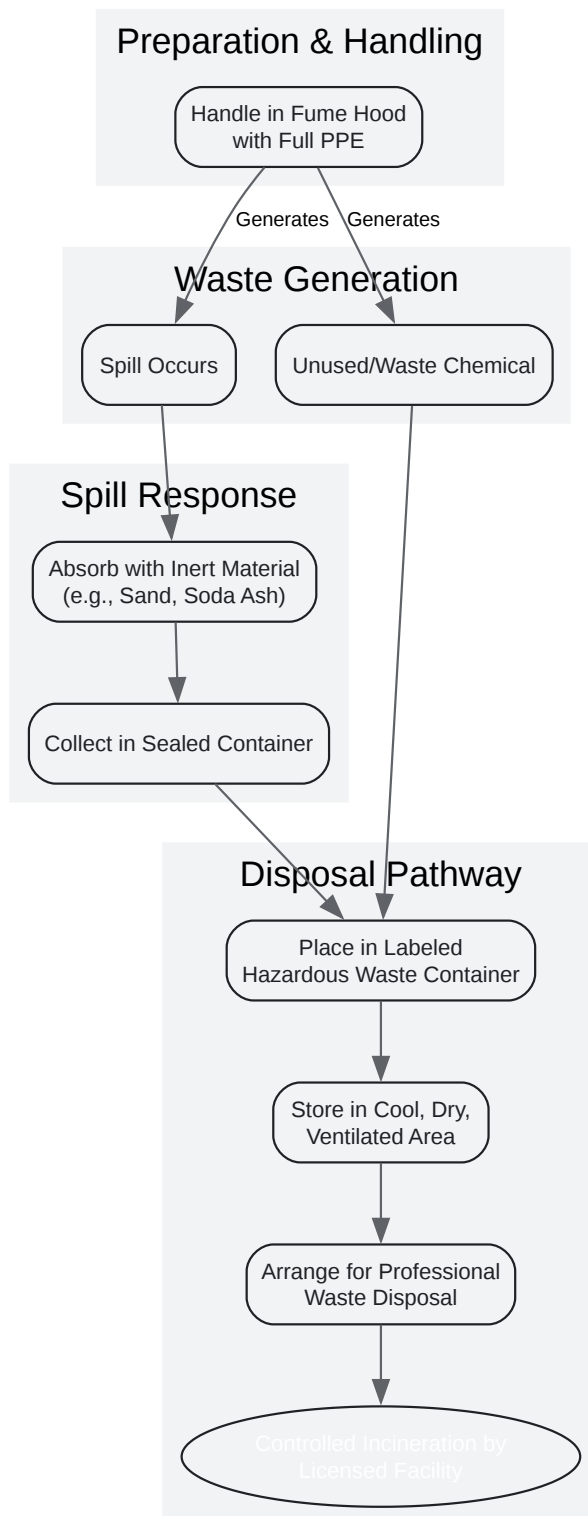 Preparation & Handling
Handle in Fume Hood
with Full PPE
Generates
Generates
Waste Generation
Spill Occurs
Unused/Waste Chemical
Spill Response
Absorb with Inert Material
(e.g., Sand, Soda Ash)
Collect in Sealed Container
Disposal Pathway
Place in Labeled
Hazardous Waste Container
Store in Cool, Dry,
Ventilated Area
Arrange for Professional
Waste Disposal
Controlled Incineration by
Licensed Facility